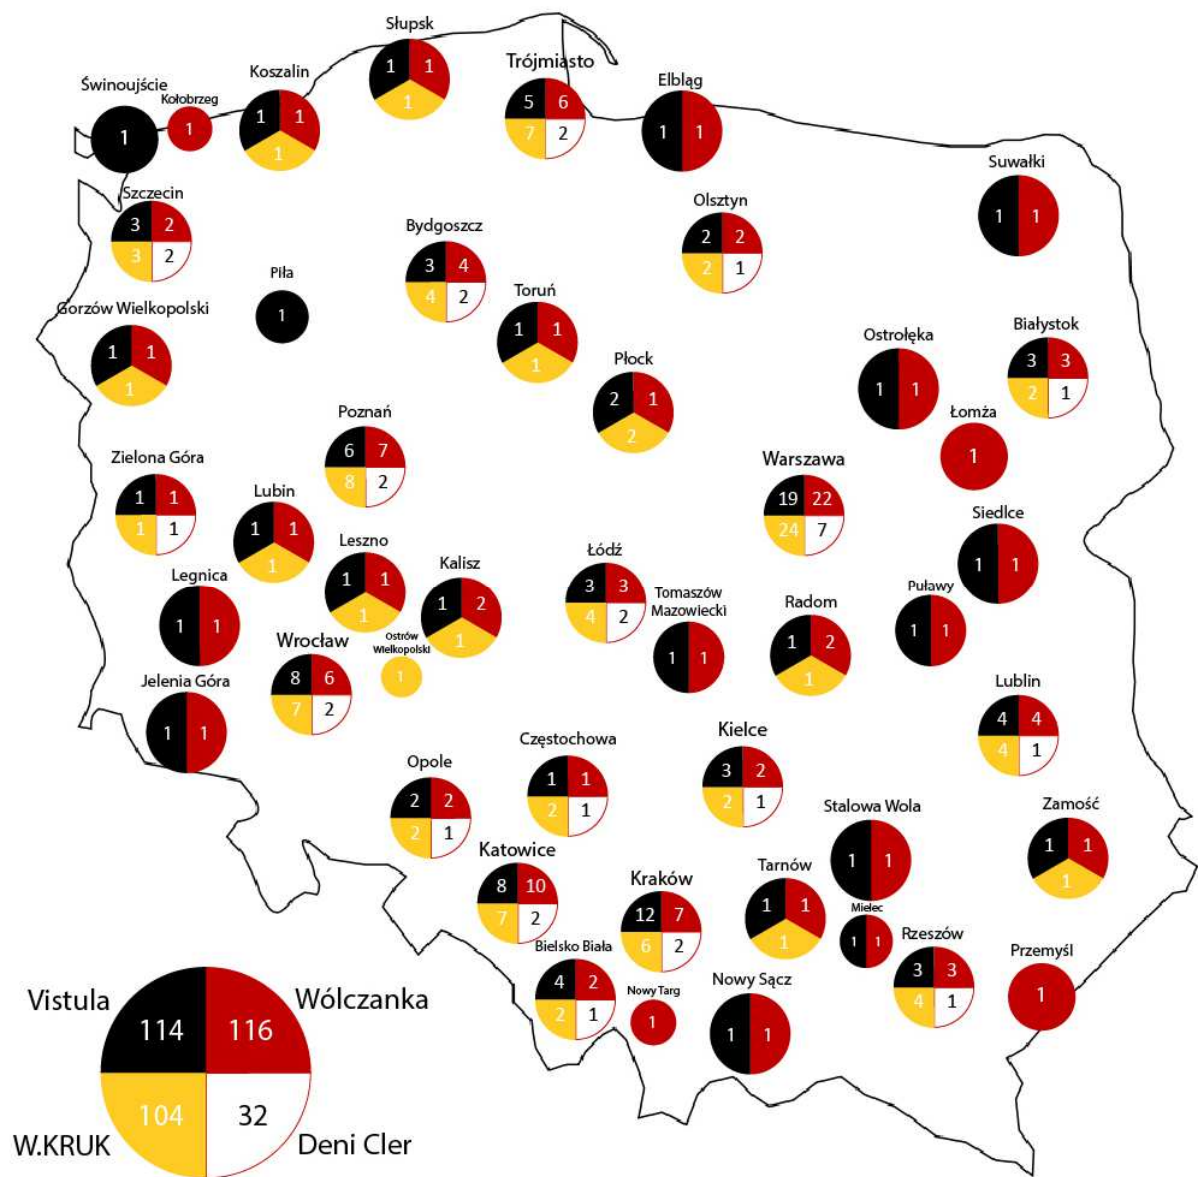 Słupsk
1 1
1
Trójmiasto
5 6
7 2
Koszalin
1 1
1
Świnoujście
1
Kołobrzeg
1
Elbląg
1 1
Suwałki
1 1
Szczecin
3 2
3 2
Olsztyn
2 2
2 1
Bydgoszcz
3 4
4 2
Piła
1
Toruń
1 1
1
Gorzów Wielkopolski
1 1
1
Ostrołęka
1 1
Białystok
3 3
2 1
Płock
2 1
2
Łomża
1
Poznań
6 7
8 2
Zielona Góra
1 1
1 1
Warszawa
19 22
24 7
Lubin
1 1
1
Siedlce
1 1
Leszno
1 1
1
Łódź
3 3
4 2
Kalisz
1 2
1
Legnica
1 1
Tomaszów
Mazowiecki
1 1
Puławy
1 1
Radom
1 2
1
Wrocław
8 6
7 2
Ostrów
Wielkopolski
1
Jelenia Góra
1 1
Lublin
4 4
4 1
Częstochowa
1 1
2 1
Kielce
3 2
2 1
Opole
2 2
2 1
Stalowa Wola
1 1
Zamość
1 1
1
Katowice
8 10
7 2
Kraków
12 7
6 2
Tarnów
1 1
1
Mielec
1 1
Rzeszów
3 3
4 1
Przemyśl
1
Bielsko Biała
4 2
2 1
Nowy Targ
1
Nowy Sącz
1 1
Vistula Wólczanka
114 116
104 32
W.KRUK Deni Cler